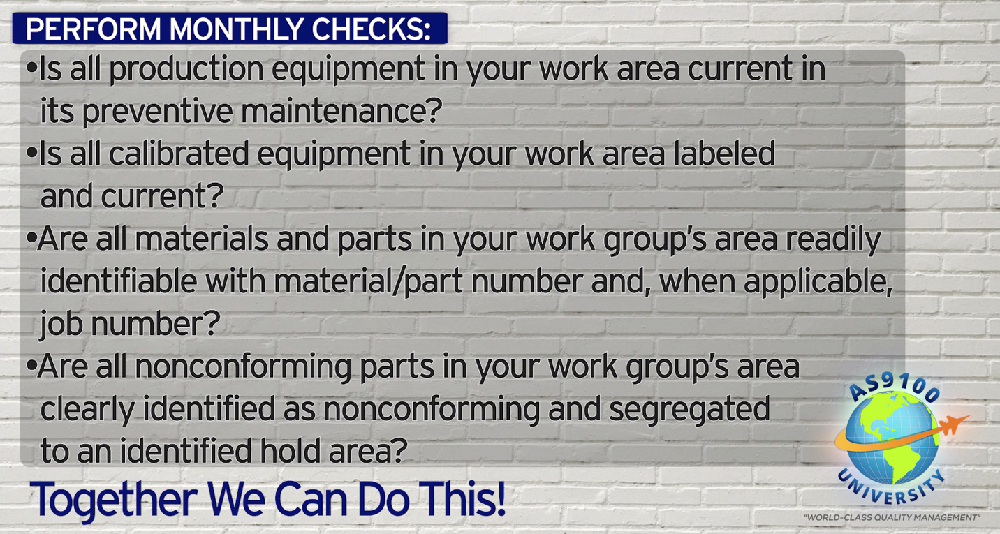 PERFORM MONTHLY CHECKS:
•Is all production equipment in your work area current in
its preventive maintenance?
•Is all calibrated equipment in your work area labeled
and current?
•Are all materials and parts in your work group's area readily
identifiable with material/part number and, when applicable,
job number?
•Are all nonconforming parts in your work group's area
clearly identified as nonconforming and segregated
to an identified hold area?
Together We Can Do This!
AS9100
UNIVERSITY
"WORLD-CLASS QUALITY MANAGEMENT"